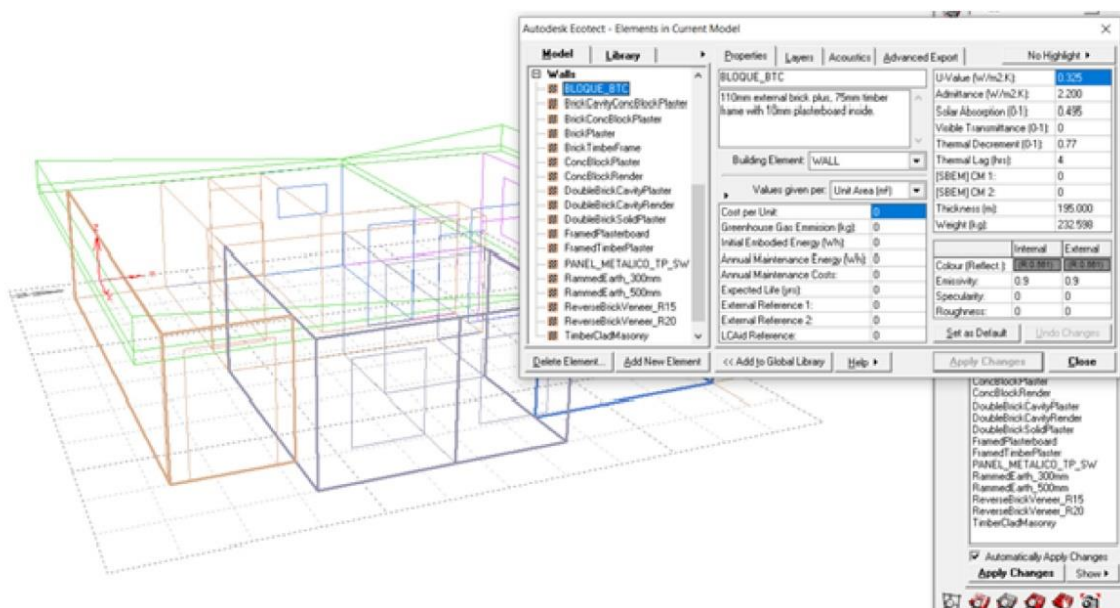 Autodesk Ecotect - Elements in Current Model
Model Library
Walls
BLOQUE_BTC
BrickCavityConcBlockPlaster
BrickConcBlockPlaster
BrickPlaster
BrickTimberFrame
ConcBlockPlaster
ConcBlockRender
DoubleBrickCavityPlaster
DoubleBrickCavityRender
DoubleBrickSolidPlaster
FramedPlasterboard
FramedTimberPlaster
PANEL_METALICO_TP_SW
RammedEarth_300mm
RammedEarth_500mm
ReverseBrickVeneer_R15
ReverseBrickVeneer_R20
TimberCladMasonry
Delete Element... Add New Element
Properties Layers Acoustics Advanced Export
BLOQUE_BTC
110mm external brick plus, 75mm timber
frame with 10mm plasterboard inside.
Building Element: WALL
Values given per: Unit Area (m²)
Cost per Unit: 0
Greenhouse Gas Emmision (kg): 0
Initial Embodied Energy (Wh): 0
Annual Maintenance Energy (Wh): 0
Annual Maintenance Costs: 0
Expected Life (yrs): 0
External Reference 1: 0
External Reference 2: 0
LCAid Reference: 0
<< Add to Global Library Help
No Highlight
U-Value (W/m2.K): 0.325
Admittance (W/m2.K): 2.200
Solar Absorption (0-1): 0.495
Visible Transmittance (0-1): 0
Thermal Decrement (0-1): 0.77
Thermal Lag (hrs): 4
[SBEM] CM 1: 0
[SBEM] CM 2: 0
Thickness (m): 195.000
Weight (kg): 232.598
Internal External
Colour (Reflect.):
Emissivity: 0.9 0.9
Specularity: 0 0
Roughness: 0 0
Set as Default Undo Changes
Apply Changes Close
ConcBlockPlaster
ConcBlockRender
DoubleBrickCavityPlaster
DoubleBrickCavityRender
DoubleBrickSolidPlaster
FramedPlasterboard
FramedTimberPlaster
PANEL_METALICO_TP_SW
RammedEarth_300mm
RammedEarth_500mm
ReverseBrickVeneer_R15
ReverseBrickVeneer_R20
TimberCladMasonry
Automatically Apply Changes
Apply Changes Show